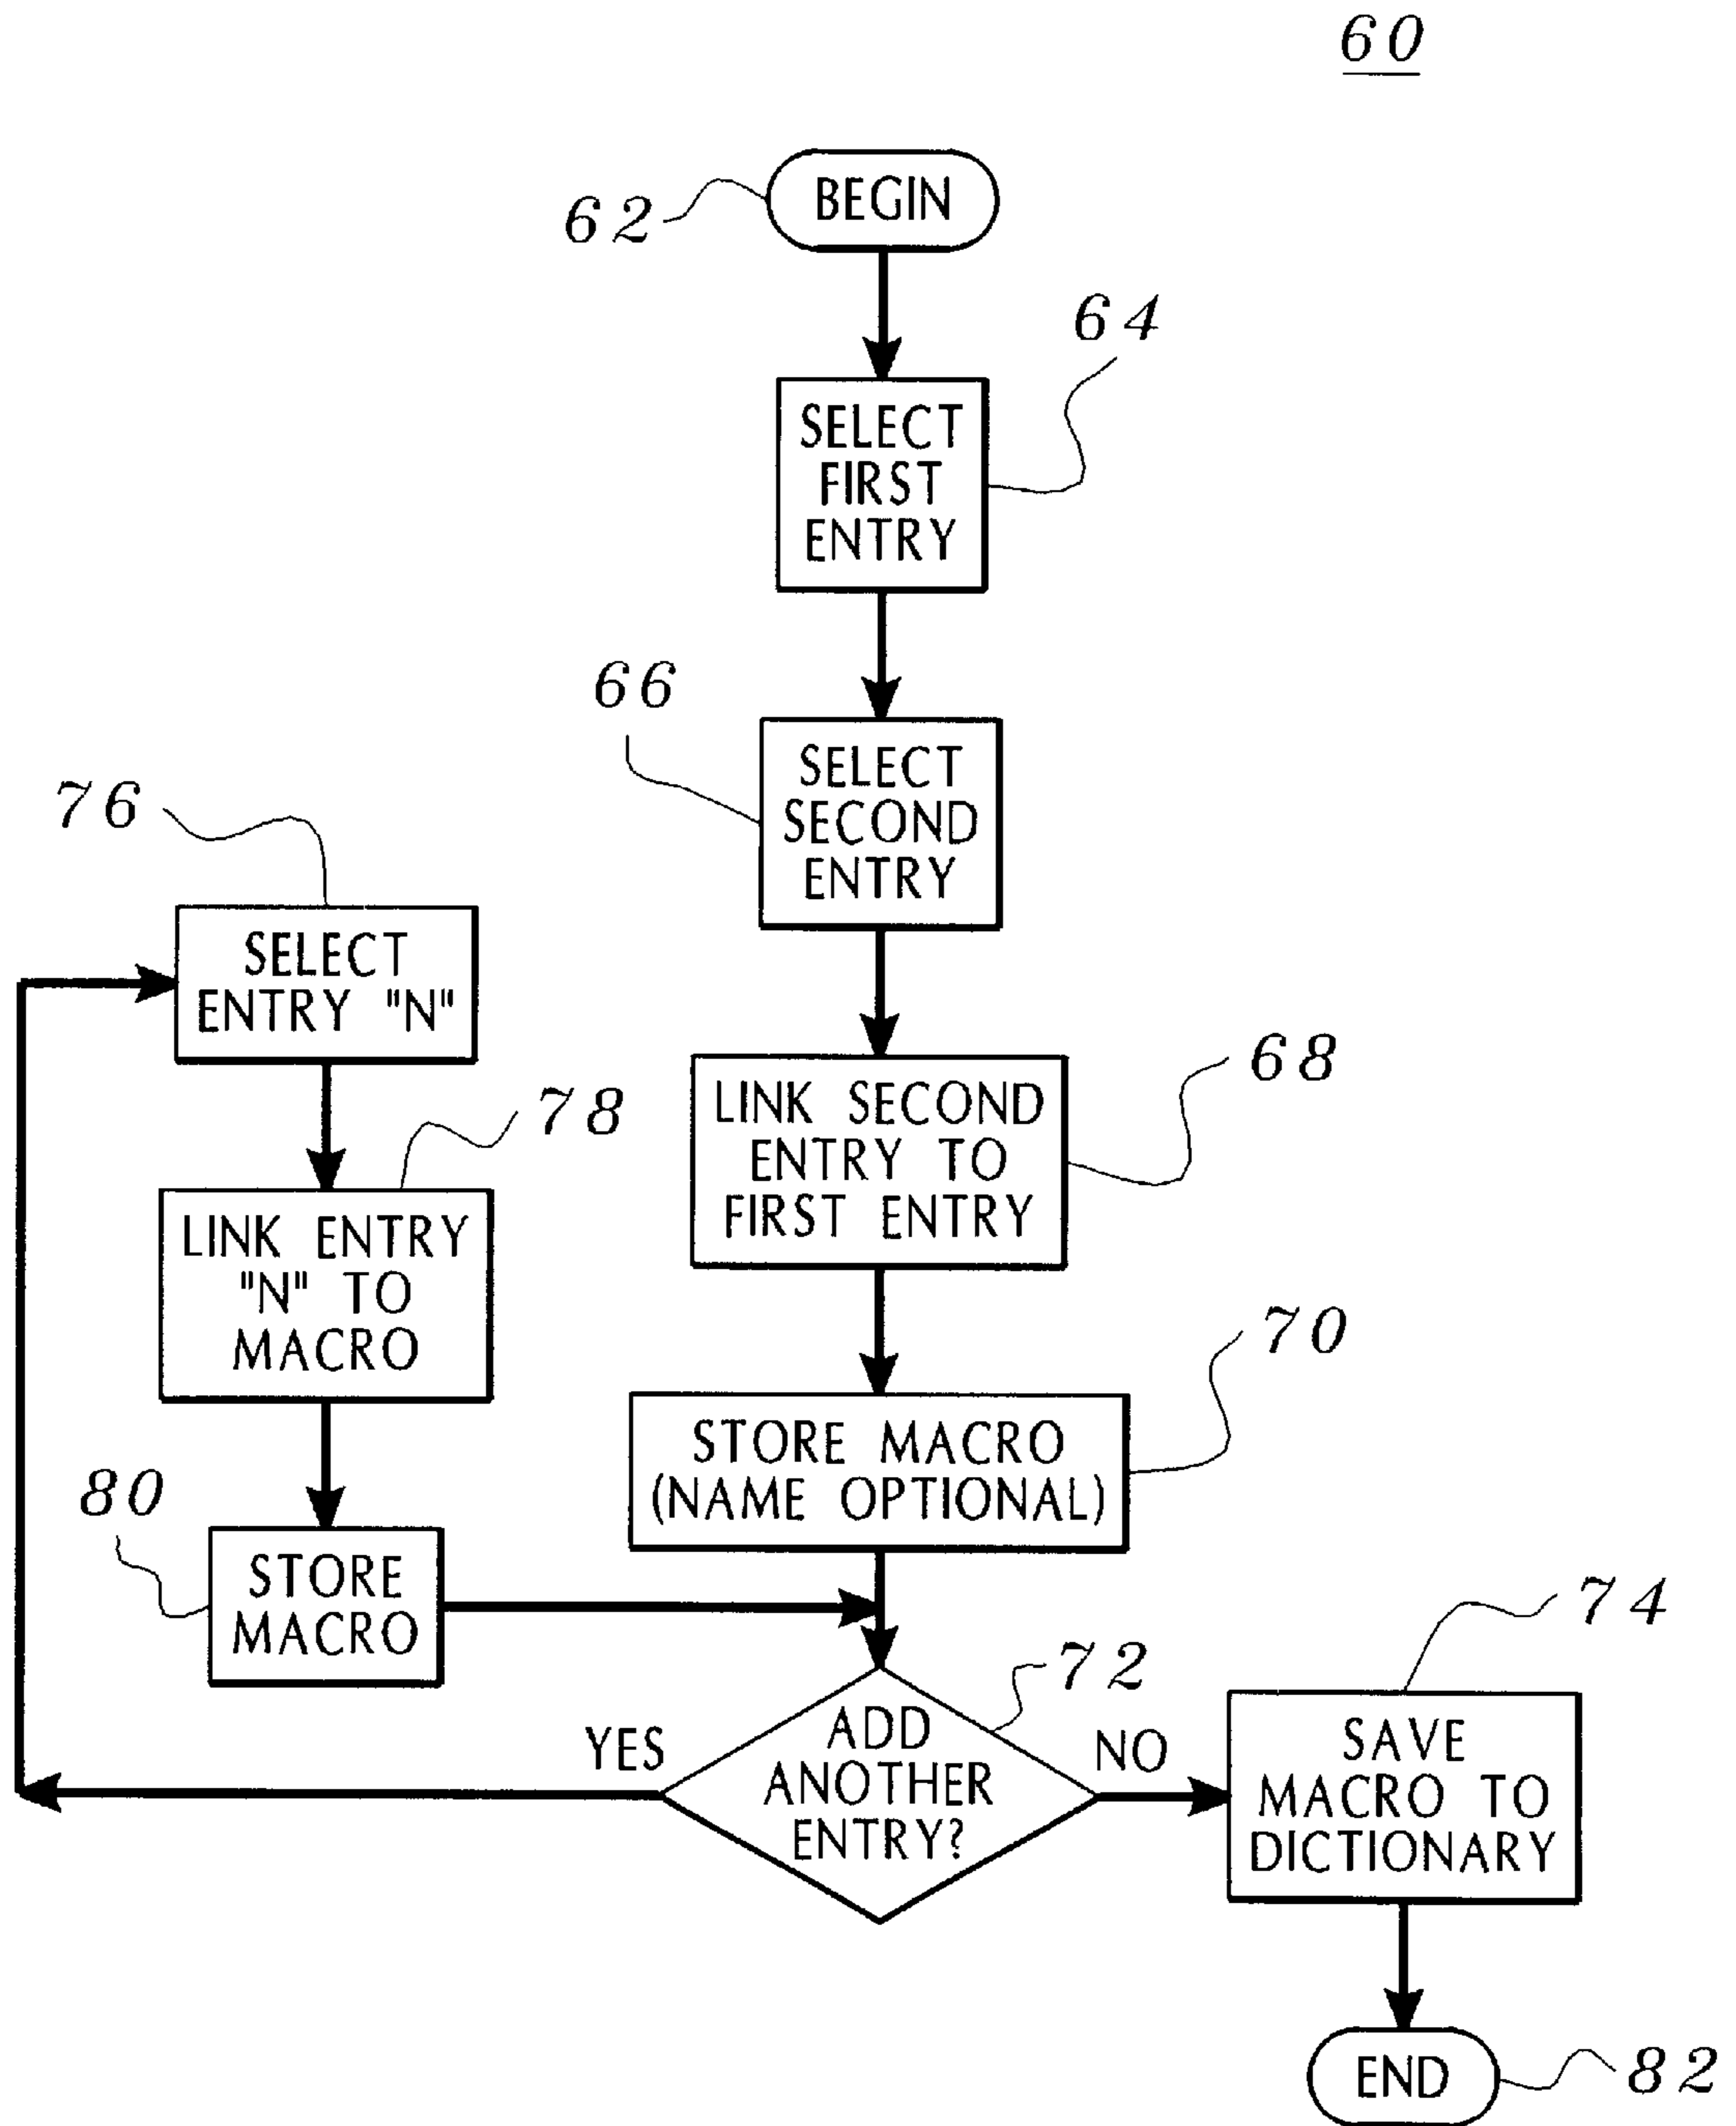 60
BEGIN
62
64
SELECT
FIRST
ENTRY
66
SELECT
SECOND
ENTRY
76
SELECT
ENTRY "N"
68
LINK SECOND
ENTRY TO
FIRST ENTRY
78
LINK ENTRY
"N" TO
MACRO
70
STORE MACRO
(NAME OPTIONAL)
80
STORE
MACRO
72
ADD
ANOTHER
ENTRY?
YES
NO
74
SAVE
MACRO TO
DICTIONARY
END
82